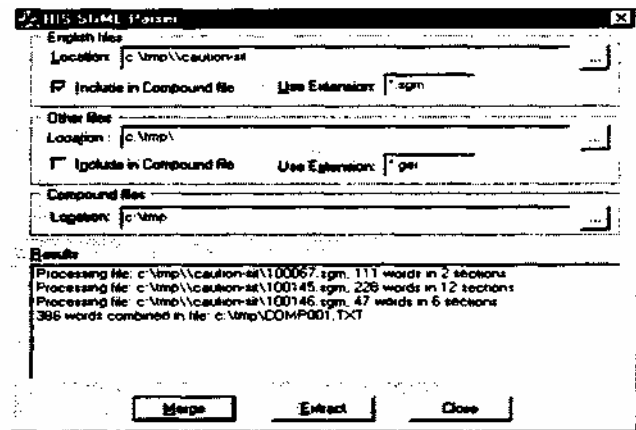 HIS SGML Parser
English files
Location: c:\tmp\\caution-sit ...
Include in Compound file Use Extension: *.sgm
Other files
Location : c:\tmp\ ...
Include in Compound file Use Extension: *.ger
Compound files
Location: c:\tmp ...
Results
Processing file: c:\tmp\\caution-sit\100067.sgm, 111 words in 2 sections
Processing file: c:\tmp\\caution-sit\100145.sgm, 228 words in 12 sections
Processing file: c:\tmp\\caution-sit\100146.sgm, 47 words in 6 sections
386 words combined in file: c:\tmp\COMP001.TXT
Merge Extract Close